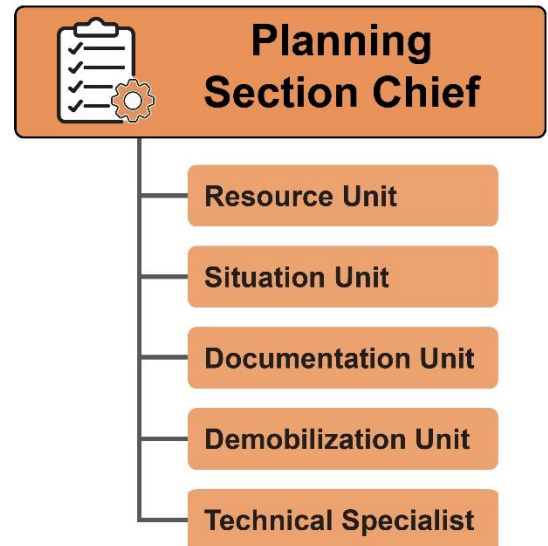 Planning
Section Chief
Resource Unit
Situation Unit
Documentation Unit
Demobilization Unit
Technical Specialist